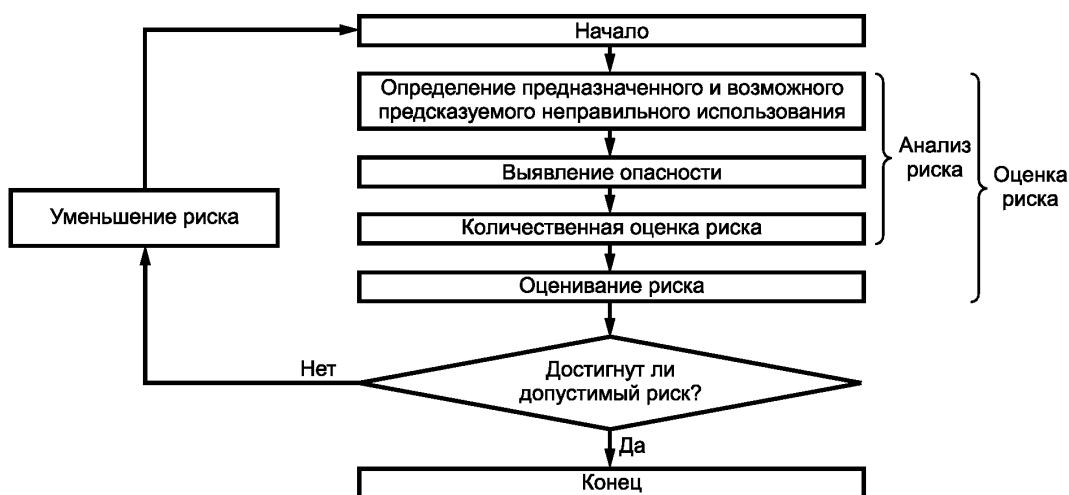 Начало
Определение предназначенного и возможного
предсказуемого неправильного использования
Анализ
риска
Выявление опасности
Оценка
риска
Уменьшение риска
Количественная оценка риска
Оценивание риска
Нет
Достигнут ли
допустимый риск?
Да
Конец